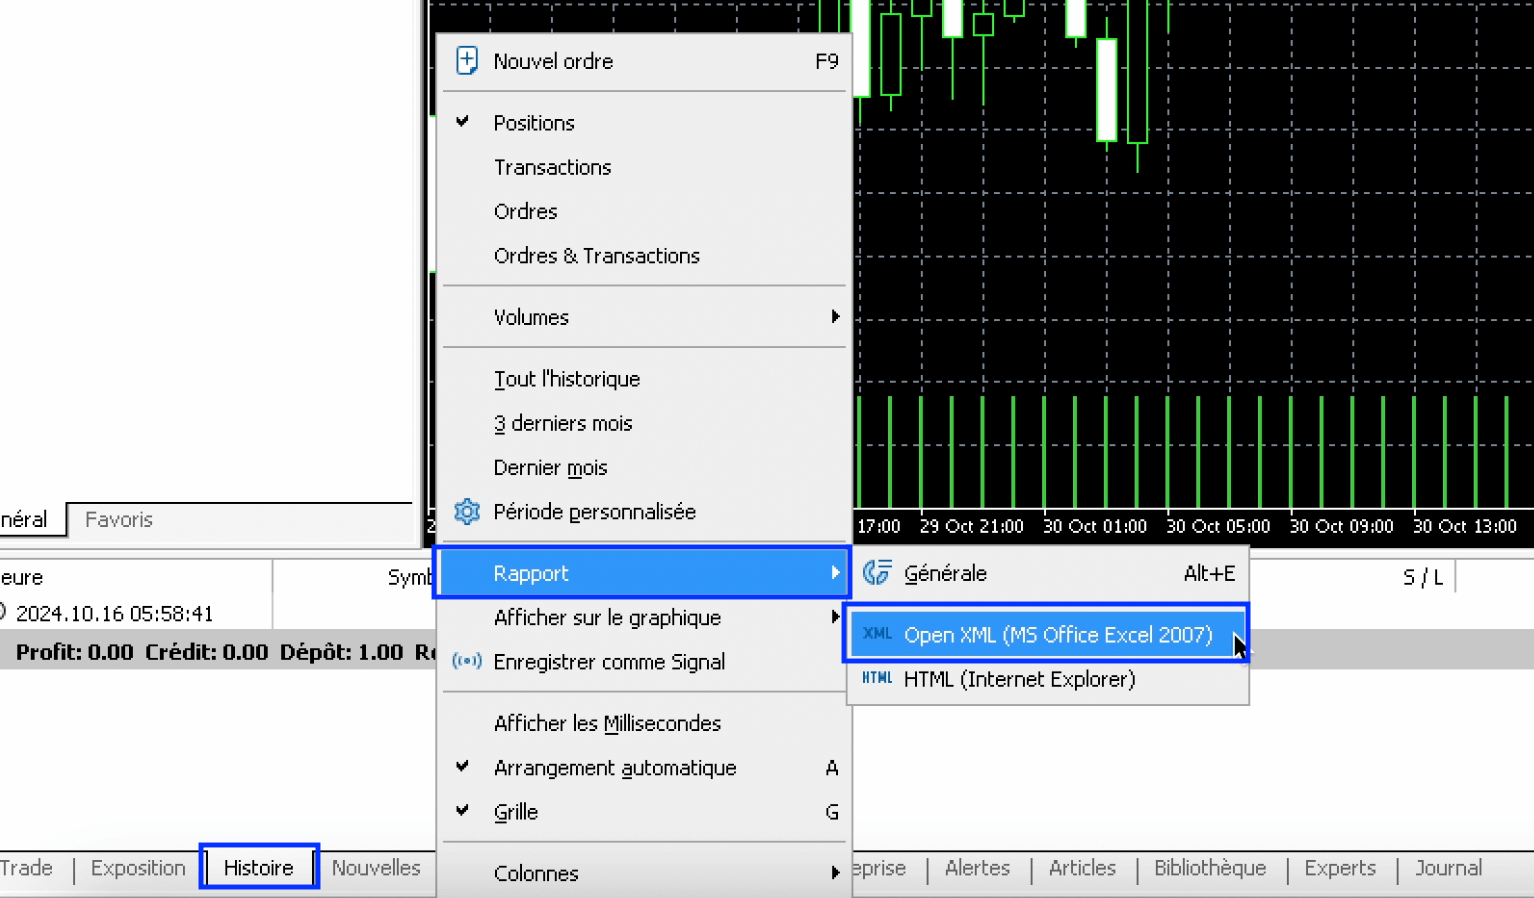 Nouvel ordre F9
Positions
Transactions
Ordres
Ordres & Transactions
Volumes
Tout l'historique
3 derniers mois
Dernier mois
Période personnalisée
Rapport
Afficher sur le graphique
Enregistrer comme Signal
Afficher les Millisecondes
Arrangement automatique A
Grille G
Colonnes
Générale Alt+E
XML Open XML (MS Office Excel 2007)
HTML HTML (Internet Explorer)
17:00 29 Oct 21:00 30 Oct 01:00 30 Oct 05:00 30 Oct 09:00 30 Oct 13:00
néral Favoris
eure Symb S / L
2024.10.16 05:58:41
Profit: 0.00 Crédit: 0.00 Dépôt: 1.00
Trade Exposition Histoire Nouvelles eprise Alertes Articles Bibliothèque Experts Journal